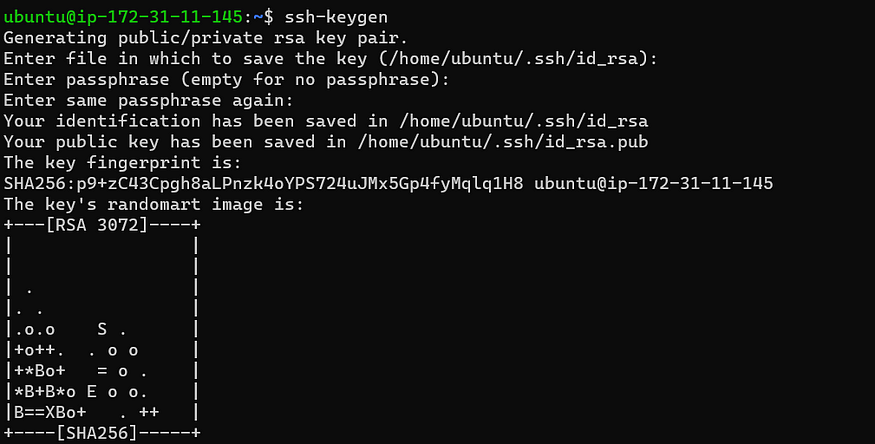 ubuntu@ip-172-31-11-145:~$ ssh-keygen
Generating public/private rsa key pair.
Enter file in which to save the key (/home/ubuntu/.ssh/id_rsa):
Enter passphrase (empty for no passphrase):
Enter same passphrase again:
Your identification has been saved in /home/ubuntu/.ssh/id_rsa
Your public key has been saved in /home/ubuntu/.ssh/id_rsa.pub
The key fingerprint is:
SHA256:p9+zC43Cpgh8aLPnzk4oYPS724uJMx5Gp4fyMqlq1H8 ubuntu@ip-172-31-11-145
The key's randomart image is:
+---[RSA 3072]----+
|                 |
|                 |
| .               |
|. .              |
|.o.o    S .      |
|+o++.  . o o     |
|+*Bo+   = o .    |
|*B+B*o E o o.    |
|B==XBo+   . ++   |
+----[SHA256]-----+